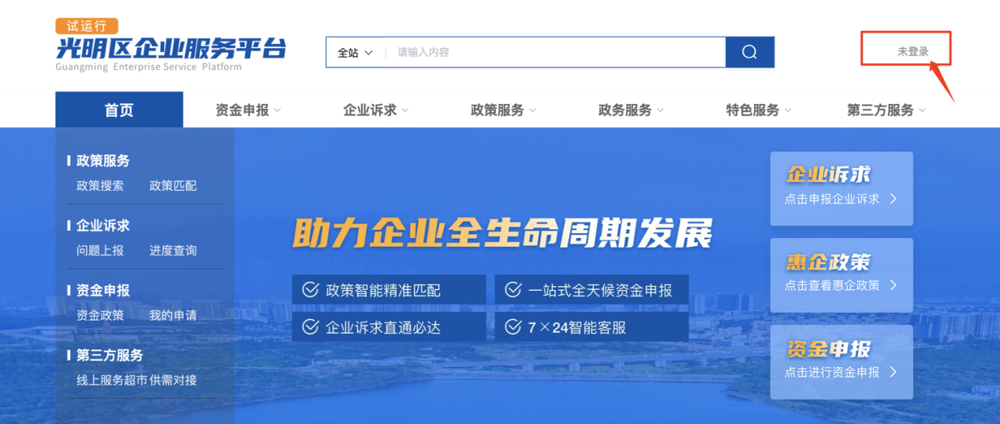 试运行
光明区企业服务平台
Guangming Enterprise Service Platform
全站 请输入内容
未登录
首页 资金申报 企业诉求 政策服务 政务服务 特色服务 第三方服务
政策服务
政策搜索 政策匹配
企业诉求
问题上报 进度查询
资金申报
资金政策 我的申请
第三方服务
线上服务超市 供需对接
助力企业全生命周期发展
政策智能精准匹配 一站式全天候资金申报
企业诉求直通必达 7×24智能客服
企业诉求
点击申报企业诉求
惠企政策
点击查看惠企政策
资金申报
点击进行资金申报